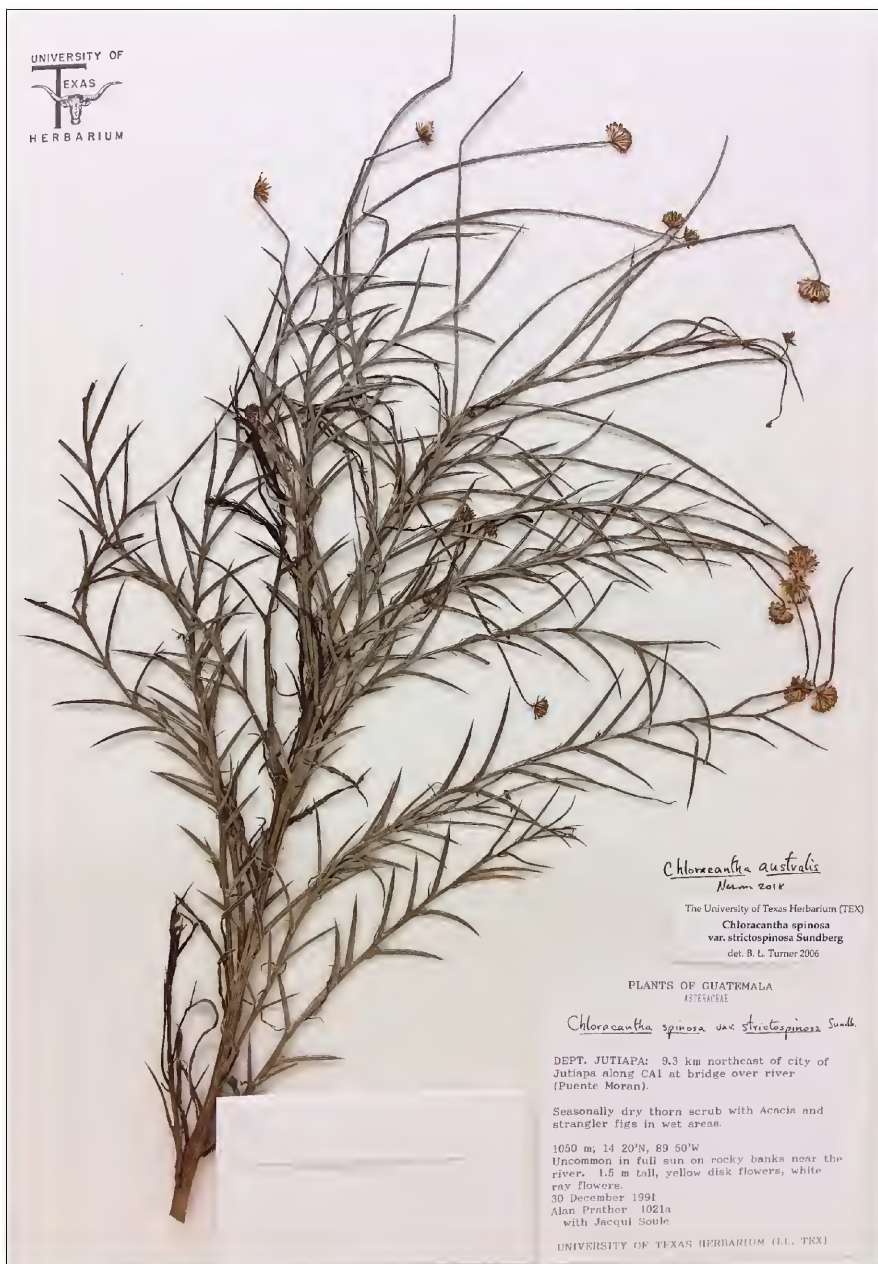 UNIVERSITY OF
TEXAS
HERBARIUM
Chloracantha australis
Nesom 2018
The University of Texas Herbarium (TEX)
Chloracantha spinosa
var. strictospinosa Sundberg
det. B. L. Turner 2006
PLANTS OF GUATEMALA
ASTERACEAE
Chloracantha spinosa var. strictospinosa Sundb.
DEPT. JUTIAPA: 9.3 km northeast of city of
Jutiapa along CA1 at bridge over river
(Puente Moran).
Seasonally dry thorn scrub with Acacia and
strangler figs in wet areas.
1050 m; 14 20'N, 89 50'W
Uncommon in full sun on rocky banks near the
river. 1.5 m tall, yellow disk flowers, white
ray flowers.
30 December 1991
Alan Prather 1021a
with Jacqui Soule
UNIVERSITY OF TEXAS HERBARIUM (LL, TEX)